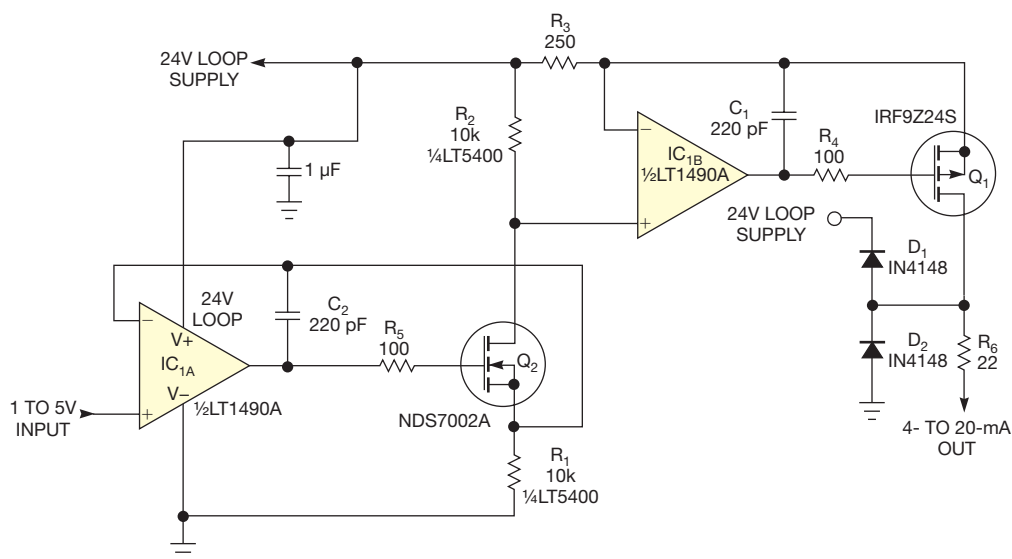 24V LOOP
SUPPLY
R3
250
R2
10k
¼LT5400
1 µF
C1
220 pF
R4
100
IRF9Z24S
Q1
−
IC1B
½LT1490A
+
24V LOOP
SUPPLY
D1
IN4148
D2
IN4148
R6
22
4- TO 20-mA
OUT
24V
LOOP
−
V+
IC1A
V−
½LT1490A
+
1 TO 5V
INPUT
C2
220 pF
R5
100
Q2
NDS7002A
R1
10k
¼LT5400